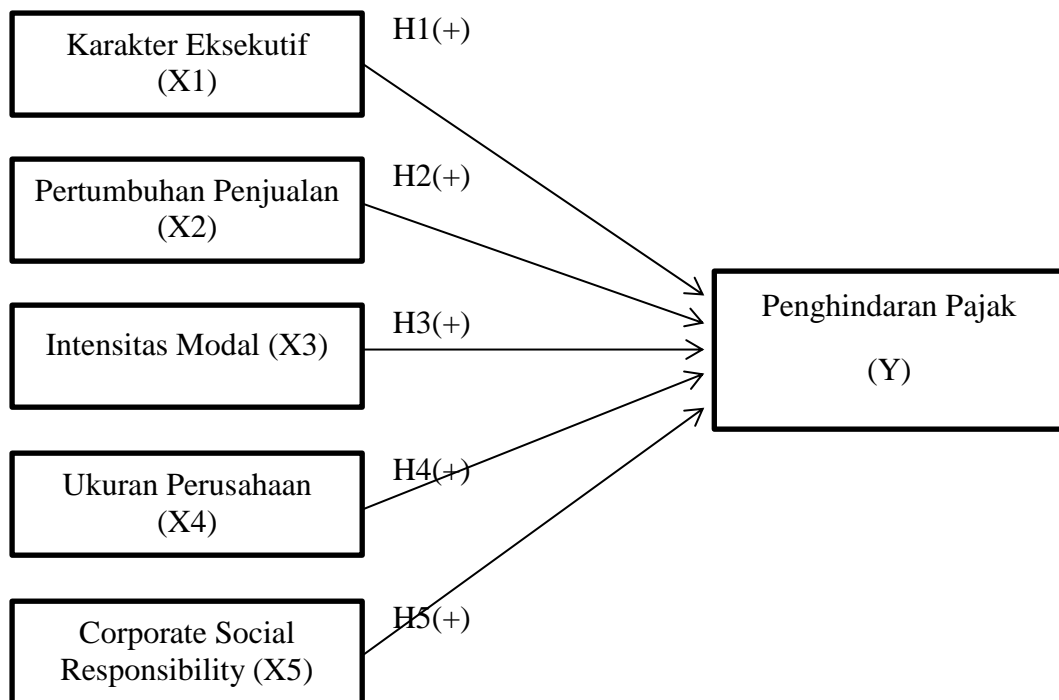 Karakter Eksekutif
(X1)
H1(+)
Pertumbuhan Penjualan
(X2)
H2(+)
Intensitas Modal (X3)
H3(+)
Ukuran Perusahaan
(X4)
H4(+)
Corporate Social
Responsibility (X5)
H5(+)
Penghindaran Pajak
(Y)